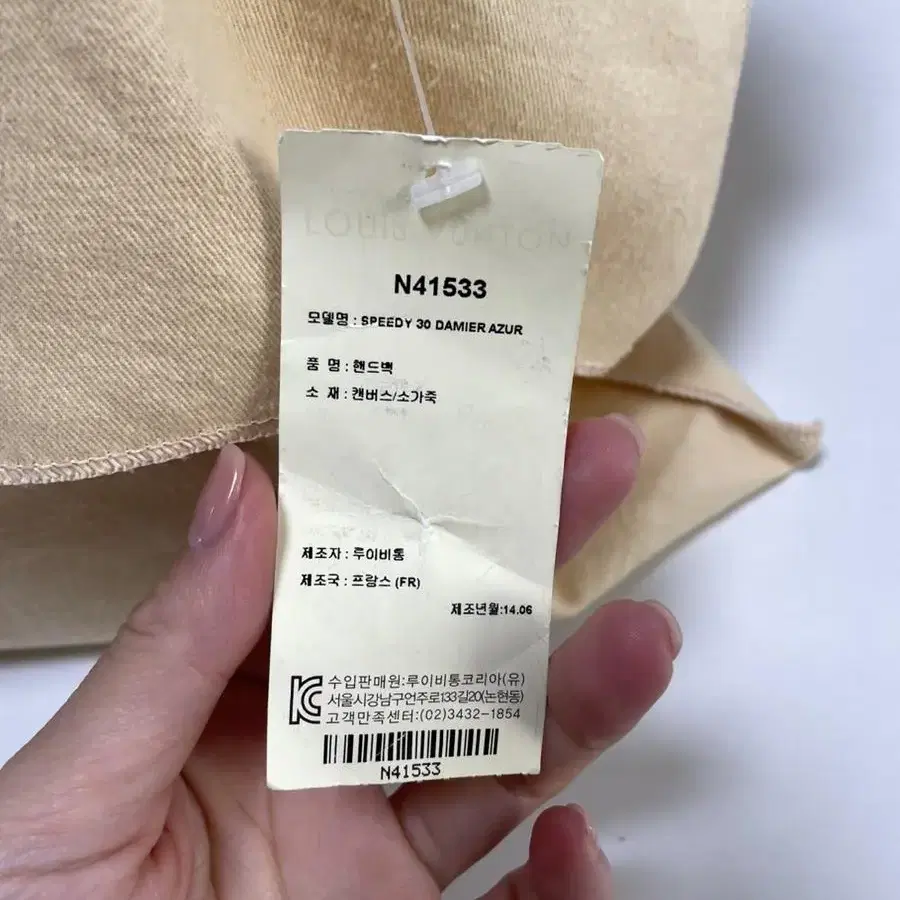 LOUIS VUITTON
N41533
모델명 : SPEEDY 30 DAMIER AZUR
품 명 : 핸드백
소 재 : 캔버스/소가죽
제조자 : 루이비통
제조국 : 프랑스 (FR)
제조년월:14.06
수입판매원:루이비통코리아(유)
서울시강남구언주로133길20(논현동)
고객만족센터:(02)3432-1854
N41533